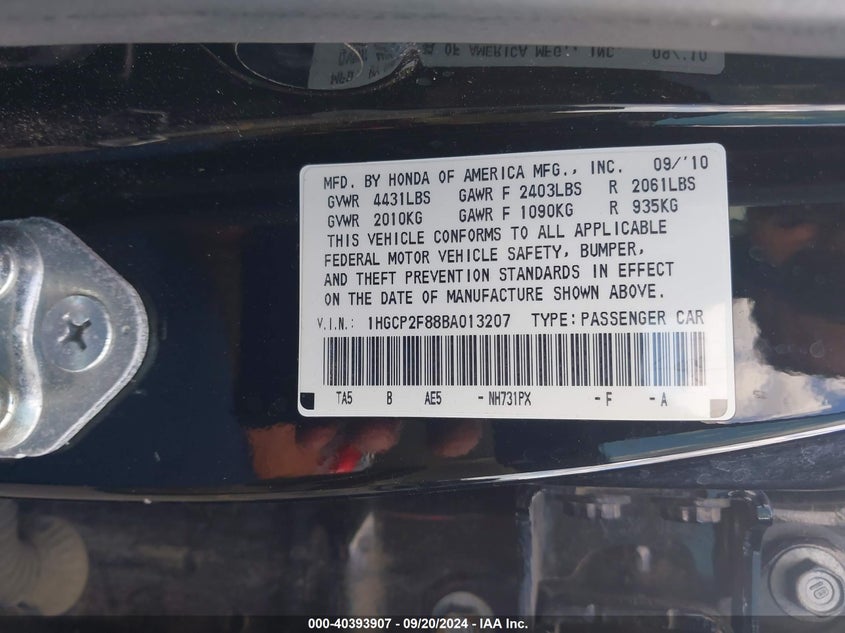 MFD. BY HONDA OF AMERICA MFG., INC. 09/'10
GVWR 4431LBS GAWR F 2403LBS R 2061LBS
GVWR 2010KG GAWR F 1090KG R 935KG
THIS VEHICLE CONFORMS TO ALL APPLICABLE
FEDERAL MOTOR VEHICLE SAFETY, BUMPER,
AND THEFT PREVENTION STANDARDS IN EFFECT
ON THE DATE OF MANUFACTURE SHOWN ABOVE.
V.I.N.: 1HGCP2F88BA013207 TYPE: PASSENGER CAR
TA5 B AE5 -NH731PX -F -A
000-40393907 - 09/20/2024 - IAA Inc.